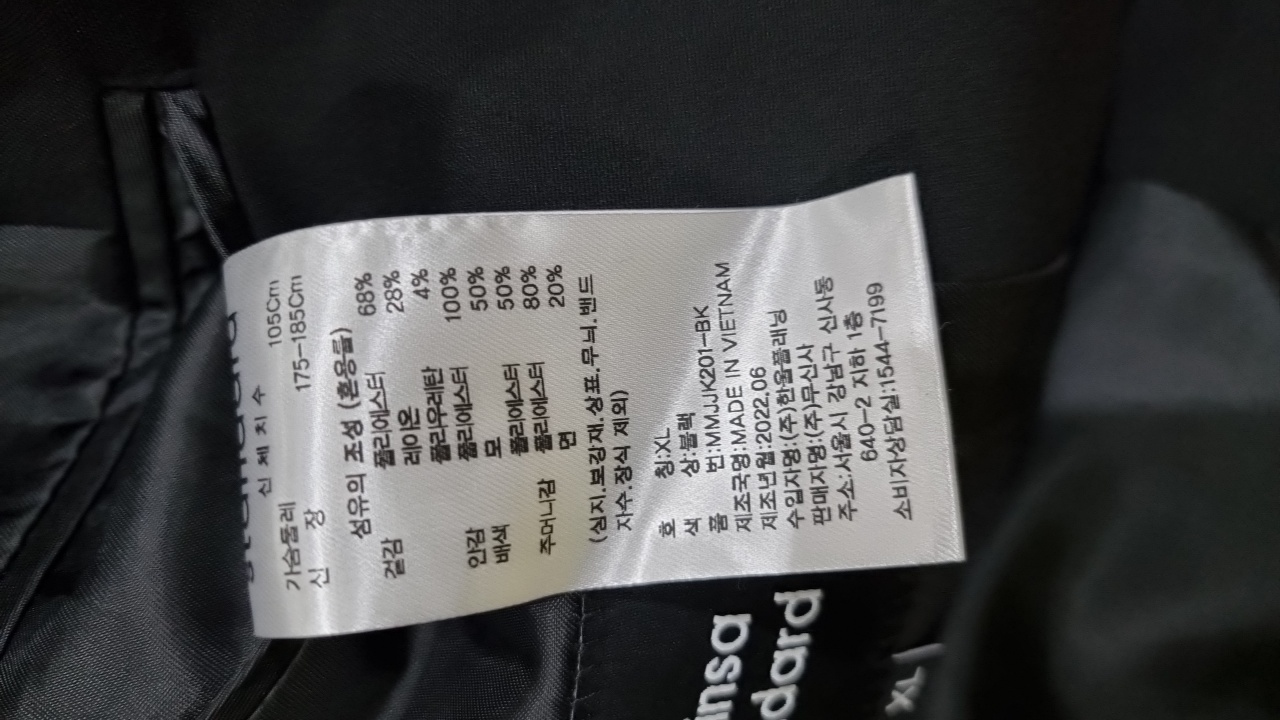 standard
신 체 치 수
가슴둘레 105Cm
신 장 175-185Cm
섬유의 조성 (혼용률)
겉감 폴리에스터 68%
레이온 28%
폴리우레탄 4%
안감 폴리에스터 100%
배색 모 50%
폴리에스터 50%
주머니감 폴리에스터 80%
면 20%
(심지.보강재.상표.무늬.밴드
자수.장식 제외)
호 칭:XL
색 상:블랙
품 번:MMJJK201-BK
제조국명:MADE IN VIETNAM
제조년월:2022.06
수입자명:(주)한울플래닝
판매자명:(주)무신사
주소:서울시 강남구 신사동
640-2 지하 1층
소비자상담실:1544-7199
insa
dard
XL